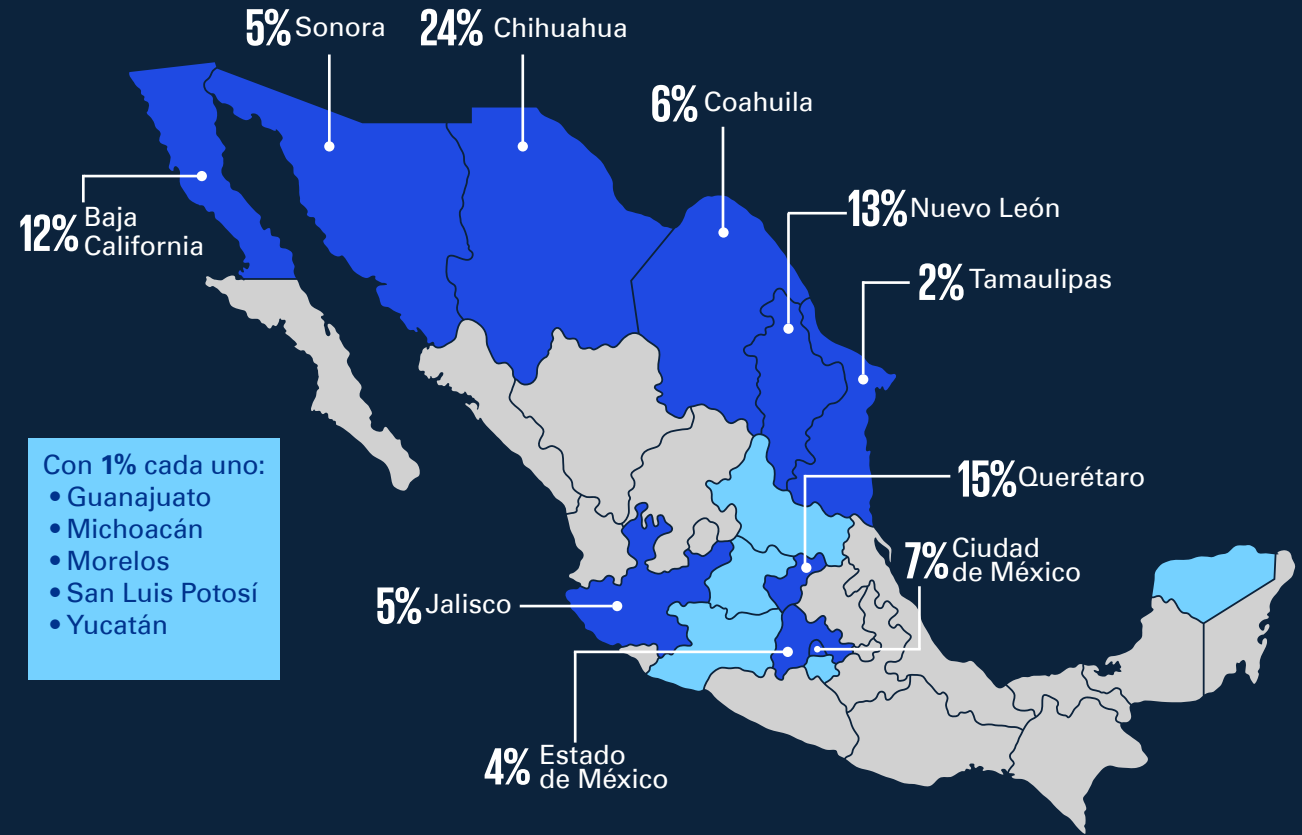 5% Sonora
24% Chihuahua
6% Coahuila
13% Nuevo León
12% Baja
California
2% Tamaulipas
Con 1% cada uno:
• Guanajuato
• Michoacán
• Morelos
• San Luis Potosí
• Yucatán
15% Querétaro
7% Ciudad
de México
5% Jalisco
4% Estado
de México